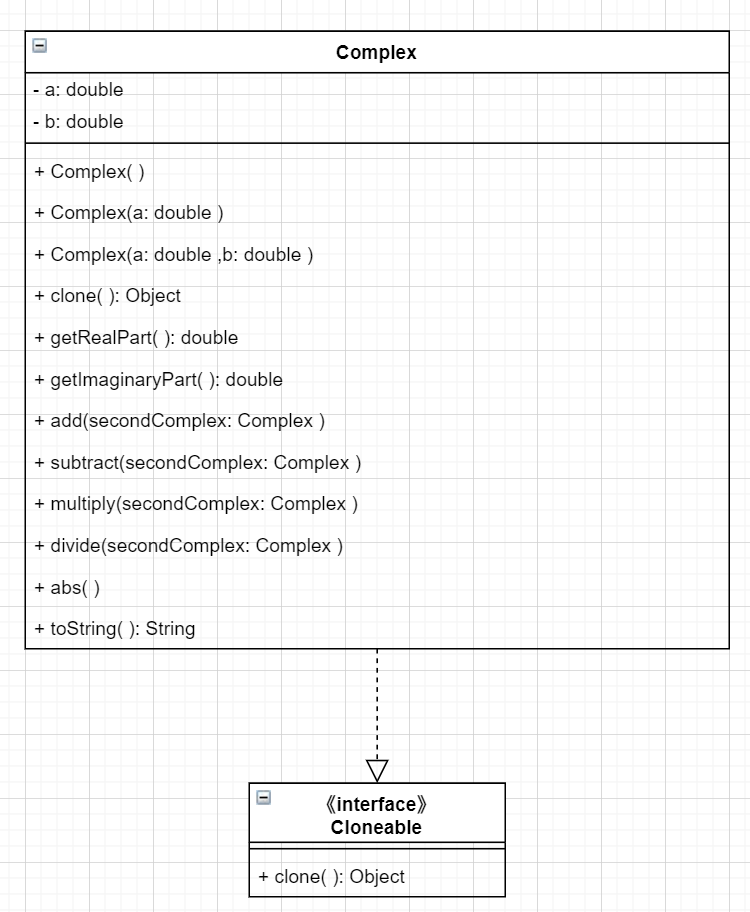 Complex
- a: double
- b: double
+ Complex( )
+ Complex(a: double )
+ Complex(a: double ,b: double )
+ clone( ): Object
+ getRealPart( ): double
+ getImaginaryPart( ): double
+ add(secondComplex: Complex )
+ subtract(secondComplex: Complex )
+ multiply(secondComplex: Complex )
+ divide(secondComplex: Complex )
+ abs( )
+ toString( ): String
《interface》
Cloneable
+ clone( ): Object